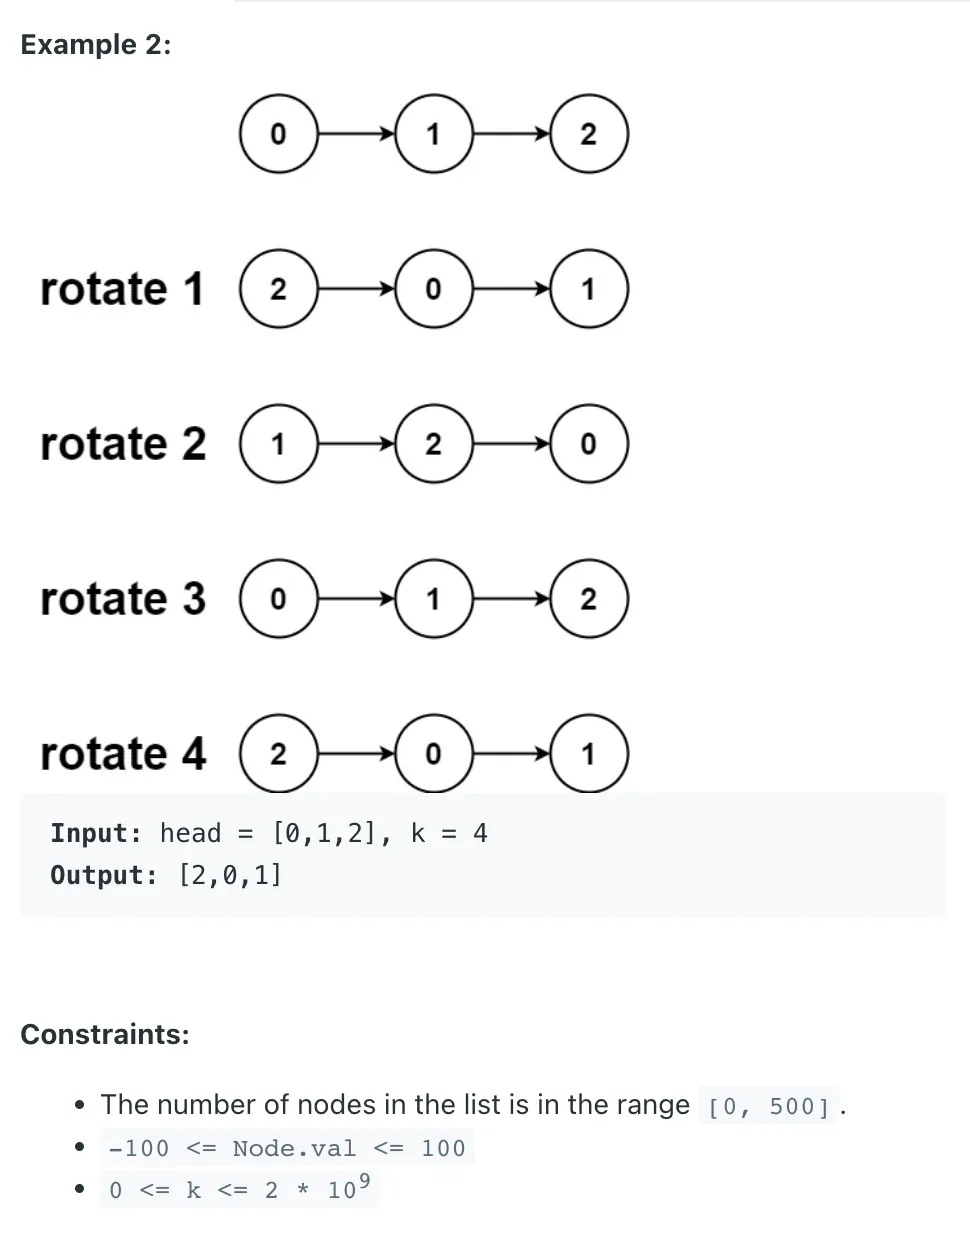 Example 2:
0 1 2
rotate 1 2 0 1
rotate 2 1 2 0
rotate 3 0 1 2
rotate 4 2 0 1
Input: head = [0,1,2], k = 4
Output: [2,0,1]
Constraints:
• The number of nodes in the list is in the range [0, 500].
• -100 <= Node.val <= 100
• 0 <= k <= 2 * 10⁹